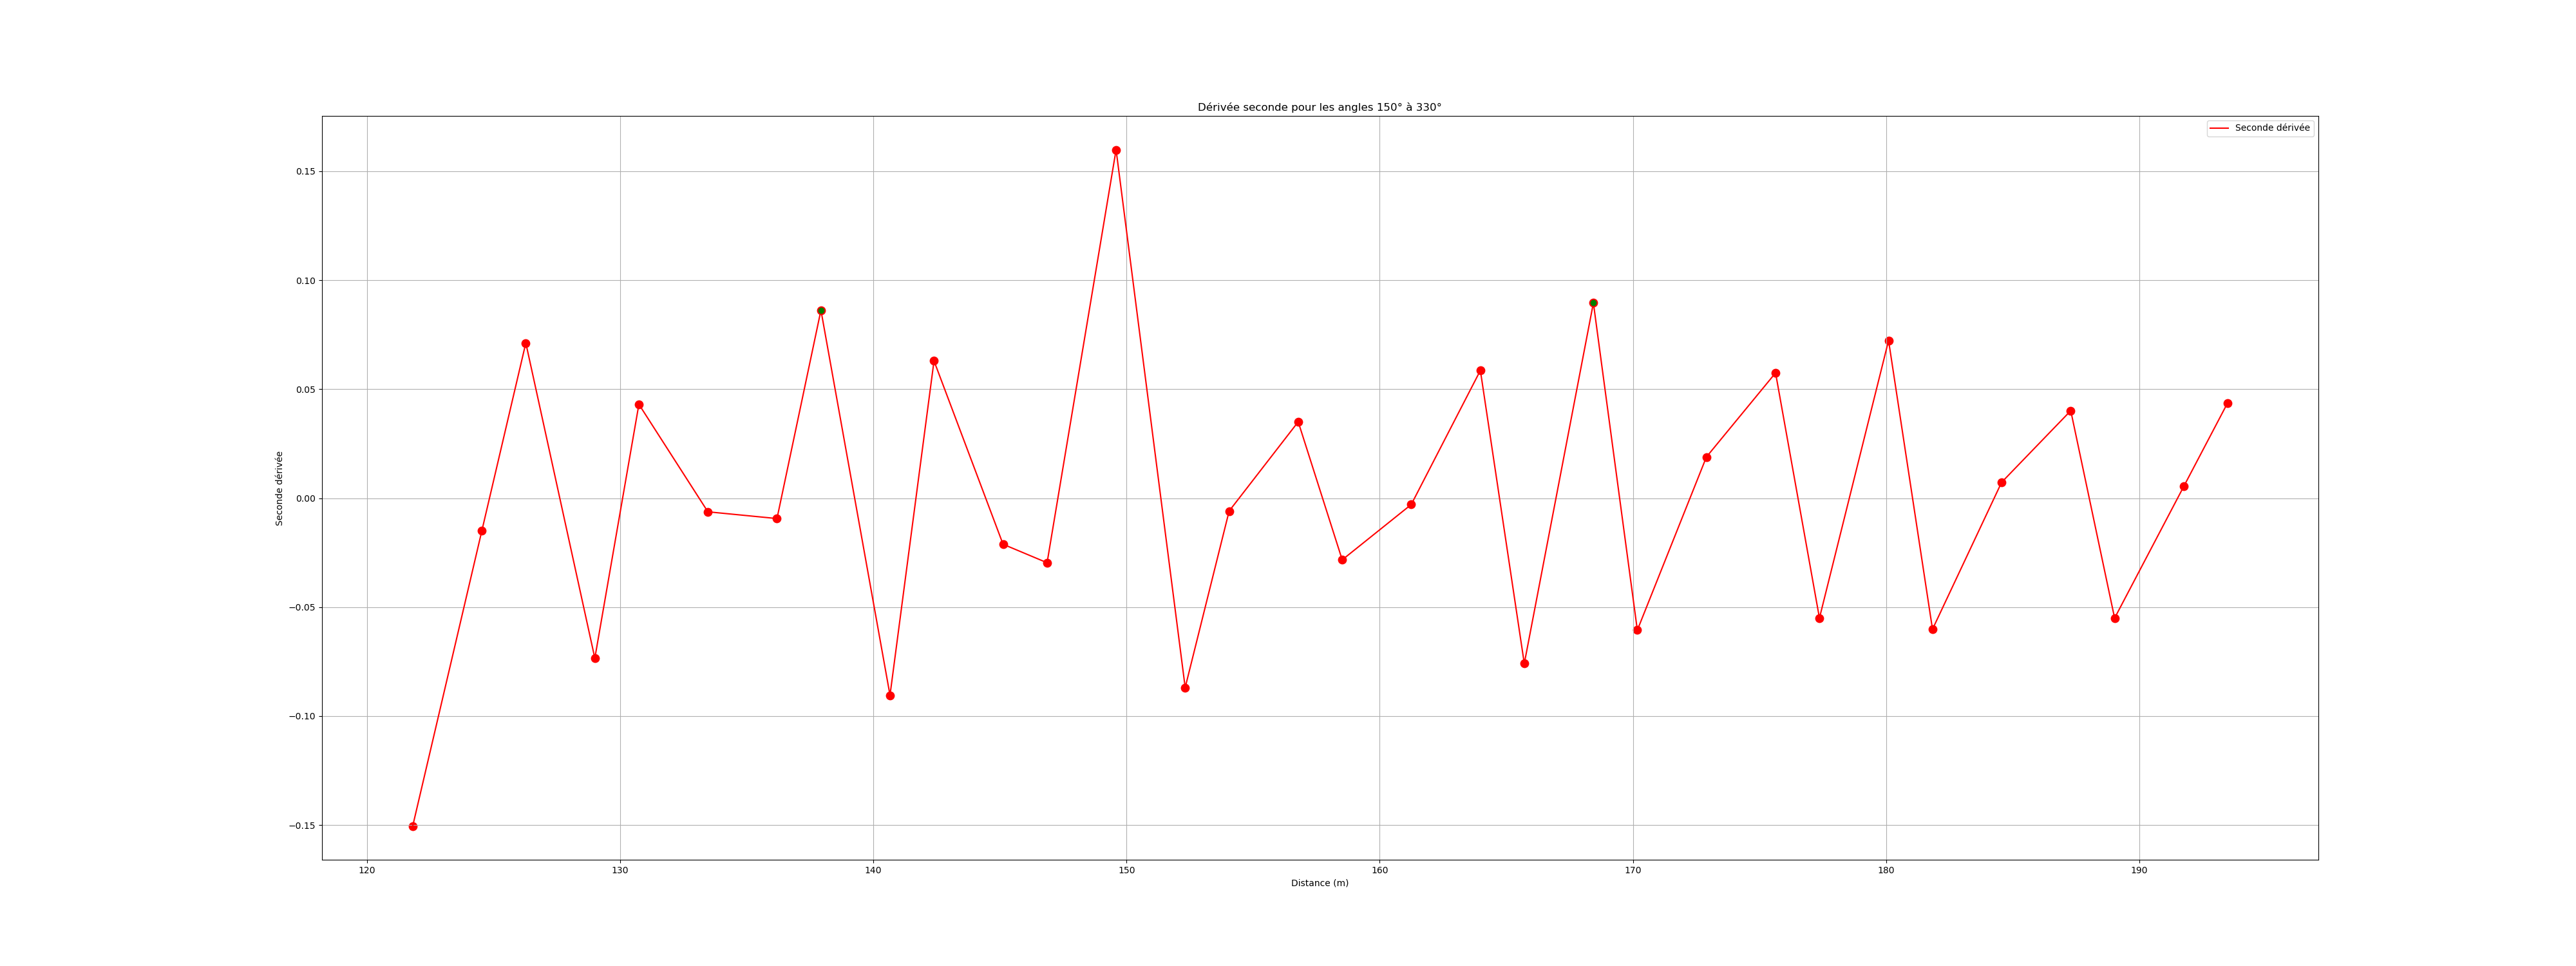 Dérivée seconde pour les angles 150° à 330°
Seconde dérivée
0.15
0.10
0.05
0.00
−0.05
−0.10
−0.15
Seconde dérivée
120 130 140 150 160 170 180 190
Distance (m)